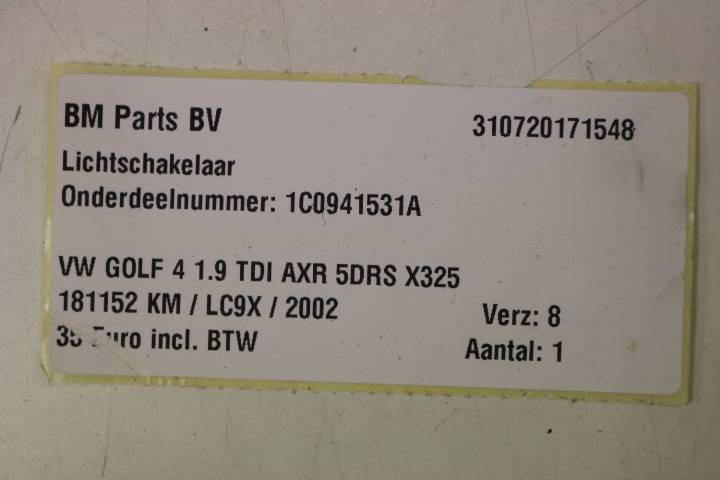 BM Parts BV 310720171548
Lichtschakelaar
Onderdeelnummer: 1C0941531A
VW GOLF 4 1.9 TDI AXR 5DRS X325
181152 KM / LC9X / 2002 Verz: 8
incl. BTW Aantal: 1